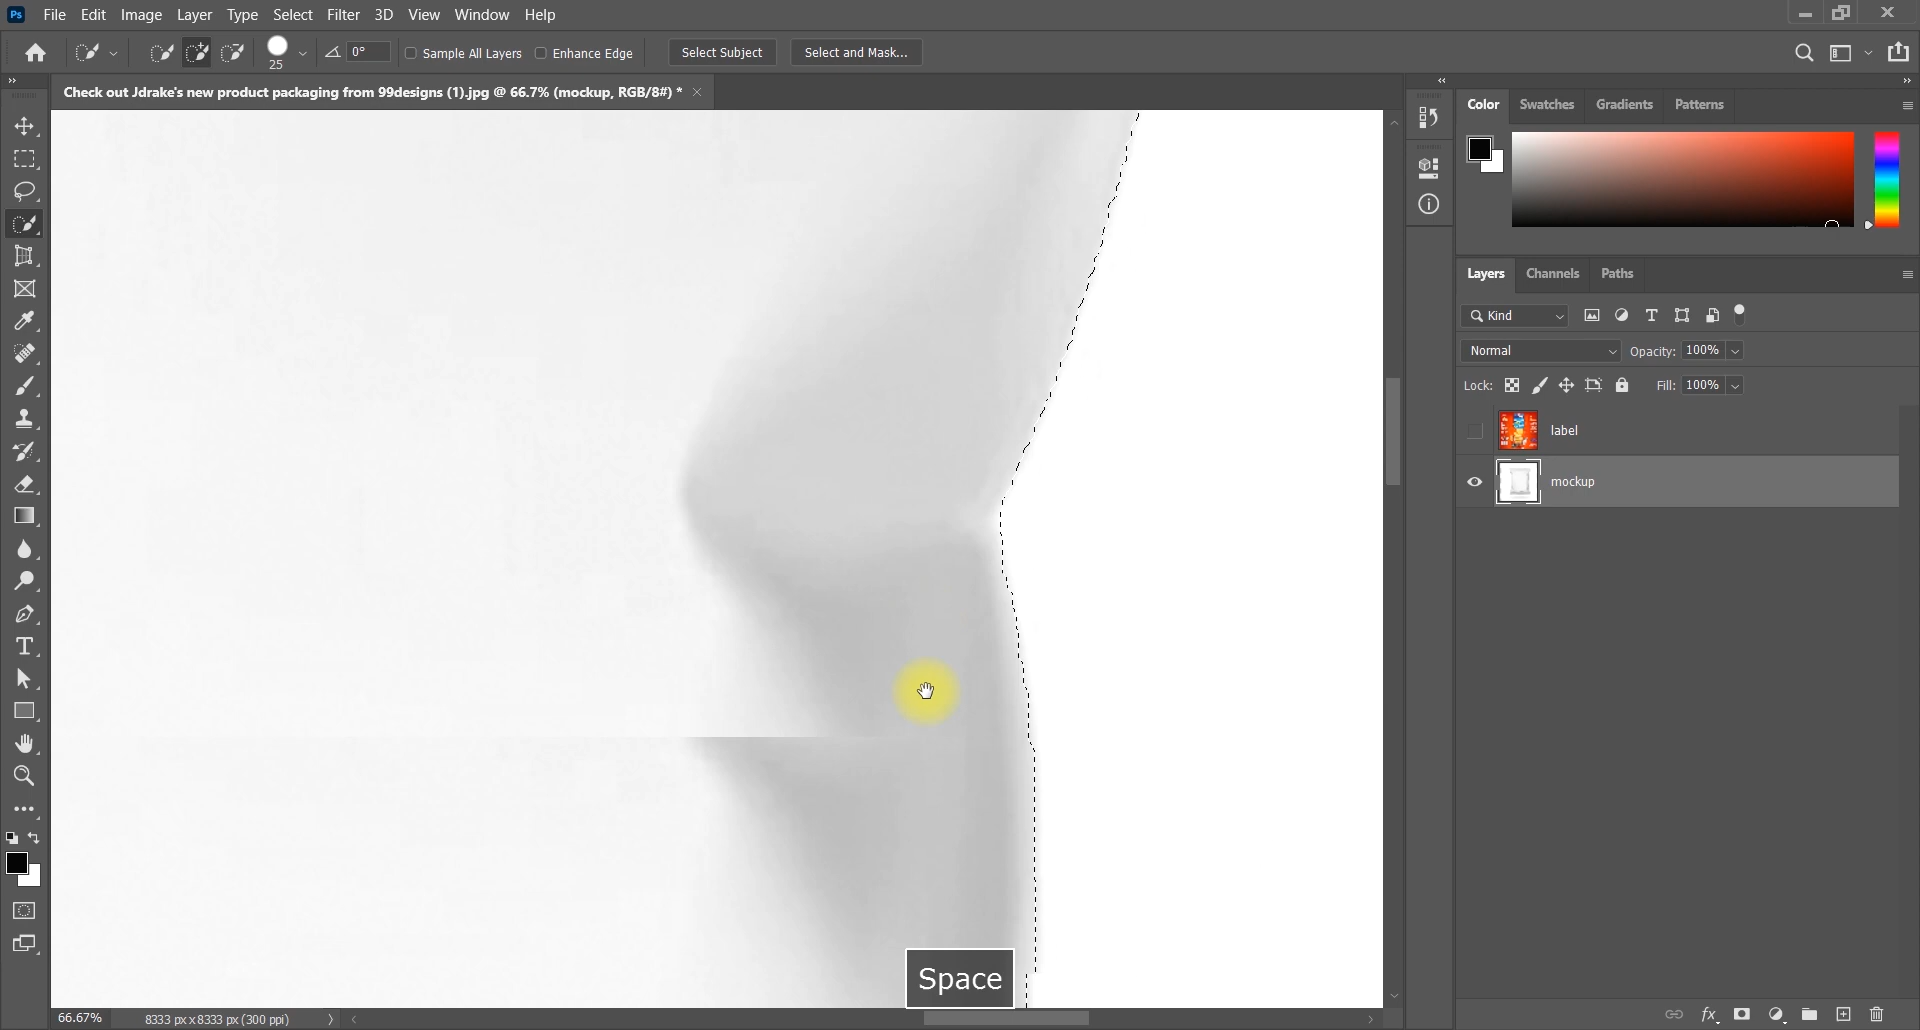 Ps File Edit Image Layer Type Select Filter 3D View Window Help
25 0° Sample All Layers Enhance Edge Select Subject Select and Mask...
Check out Jdrake's new product packaging from 99designs (1).jpg @ 66.7% (mockup, RGB/8#) * ×
Color Swatches Gradients Patterns
Layers Channels Paths
Kind
Normal Opacity: 100%
Lock: Fill: 100%
label
mockup
Space
66.67% 8333 px x 8333 px (300 ppi)